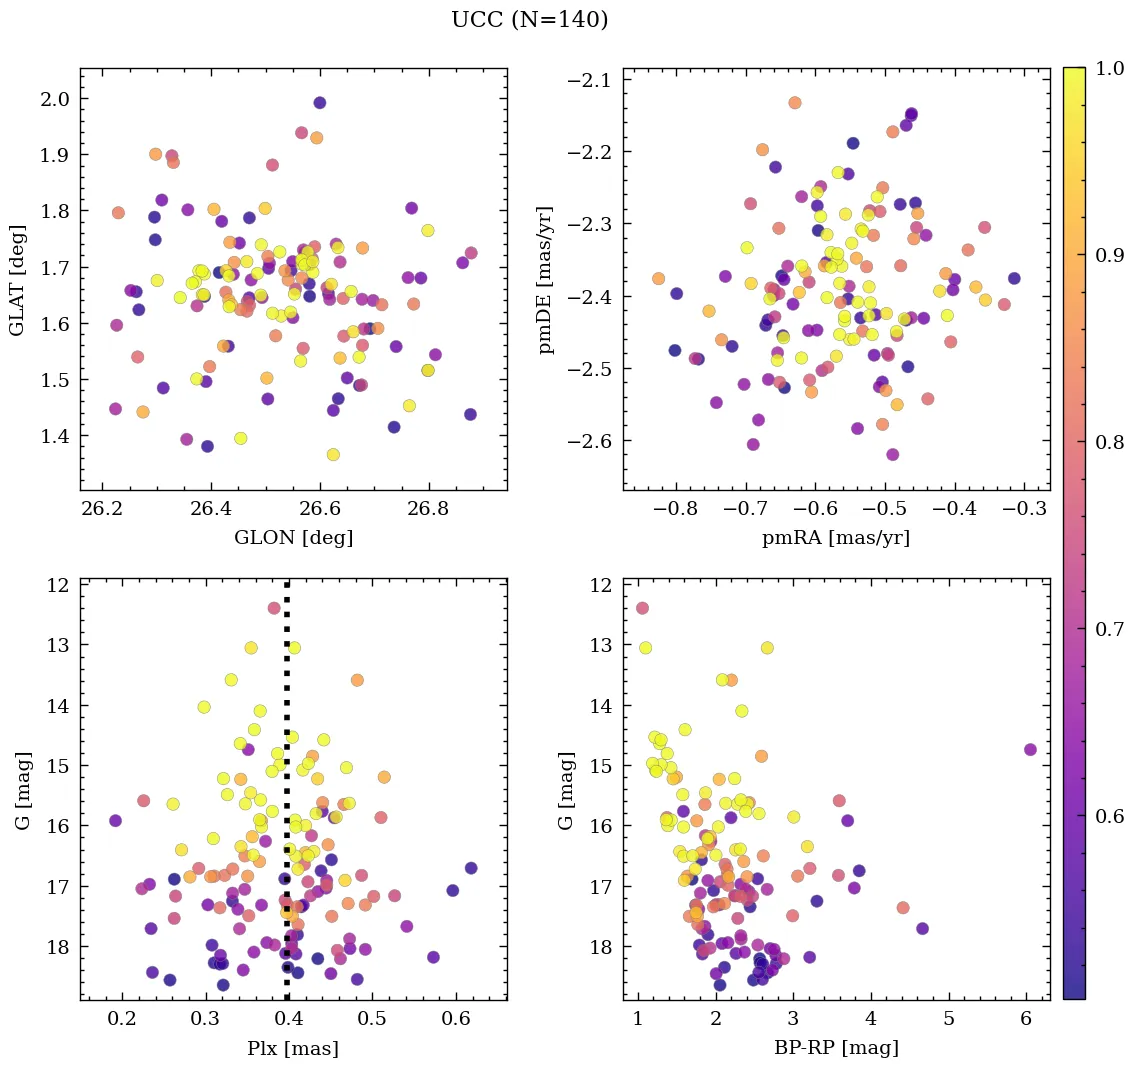 UCC (N=140)
2.0
1.9
1.8
1.7
1.6
1.5
1.4
GLAT [deg]
26.2 26.4 26.6 26.8
GLON [deg]
−2.1
−2.2
−2.3
−2.4
−2.5
−2.6
pmDE [mas/yr]
−0.8 −0.7 −0.6 −0.5 −0.4 −0.3
pmRA [mas/yr]
12
13
14
15
16
17
18
G [mag]
0.2 0.3 0.4 0.5 0.6
Plx [mas]
12
13
14
15
16
17
18
G [mag]
1 2 3 4 5 6
BP-RP [mag]
1.0
0.9
0.8
0.7
0.6